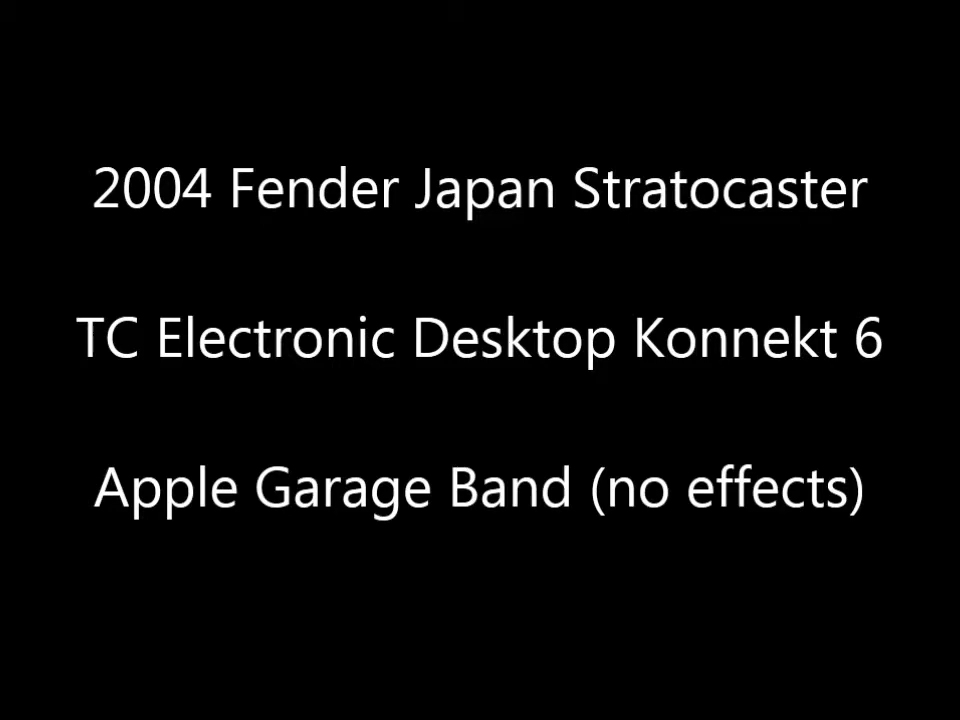 2004 Fender Japan Stratocaster
TC Electronic Desktop Konnekt 6
Apple Garage Band (no effects)